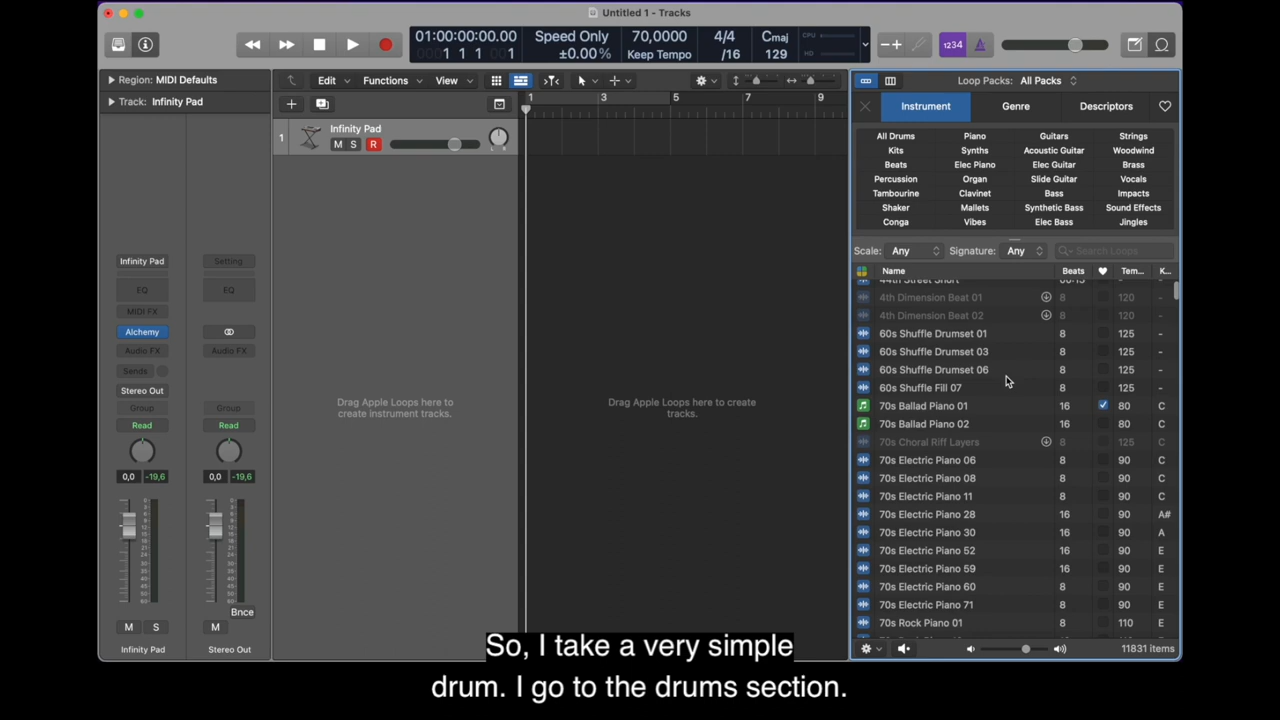 Untitled 1 - Tracks
01:00:00:00.00
1 1 1 1
Speed Only
±0.00%
70,0000
Keep Tempo
4/4
/16
Cmaj
129
CPU
HD
1234
Region: MIDI Defaults
Track: Infinity Pad
Edit
Functions
View
Loop Packs: All Packs
1 3 5 7 9
Instrument
Genre
Descriptors
1
Infinity Pad
M S R
L R
All Drums Piano Guitars Strings
Kits Synths Acoustic Guitar Woodwind
Beats Elec Piano Elec Guitar Brass
Percussion Organ Slide Guitar Vocals
Tambourine Clavinet Bass Impacts
Shaker Mallets Synthetic Bass Sound Effects
Conga Vibes Elec Bass Jingles
Scale: Any Signature: Any Search Loops
Name Beats Tem... K...
44th Street Short 00:15 - -
4th Dimension Beat 01 8 120 -
4th Dimension Beat 02 8 120 -
60s Shuffle Drumset 01 8 125 -
60s Shuffle Drumset 03 8 125 -
60s Shuffle Drumset 06 8 125 -
60s Shuffle Fill 07 8 125 -
70s Ballad Piano 01 16 80 C
70s Ballad Piano 02 16 80 C
70s Choral Riff Layers 8 125 C
70s Electric Piano 06 8 90 C
70s Electric Piano 08 8 90 C
70s Electric Piano 11 8 90 C
70s Electric Piano 28 16 90 A#
70s Electric Piano 30 16 90 A
70s Electric Piano 52 16 90 E
70s Electric Piano 59 16 90 E
70s Electric Piano 60 8 90 E
70s Electric Piano 71 8 90 E
70s Rock Piano 01 8 110 E
11831 items
Infinity Pad Setting
EQ EQ
MIDI FX
Alchemy
Audio FX Audio FX
Sends
Stereo Out
Group Group
Read Read
0,0 -19,6 0,0 -19,6
Bnce
M S M
Infinity Pad Stereo Out
Drag Apple Loops here to
create instrument tracks.
Drag Apple Loops here to create
tracks.
So, I take a very simple
drum. I go to the drums section.